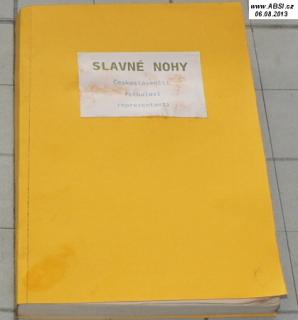 © www.ABSI.cz
06.08.2013
SLAVNÉ NOHY
Českoslovenští
fotbaloví
reprezentanti